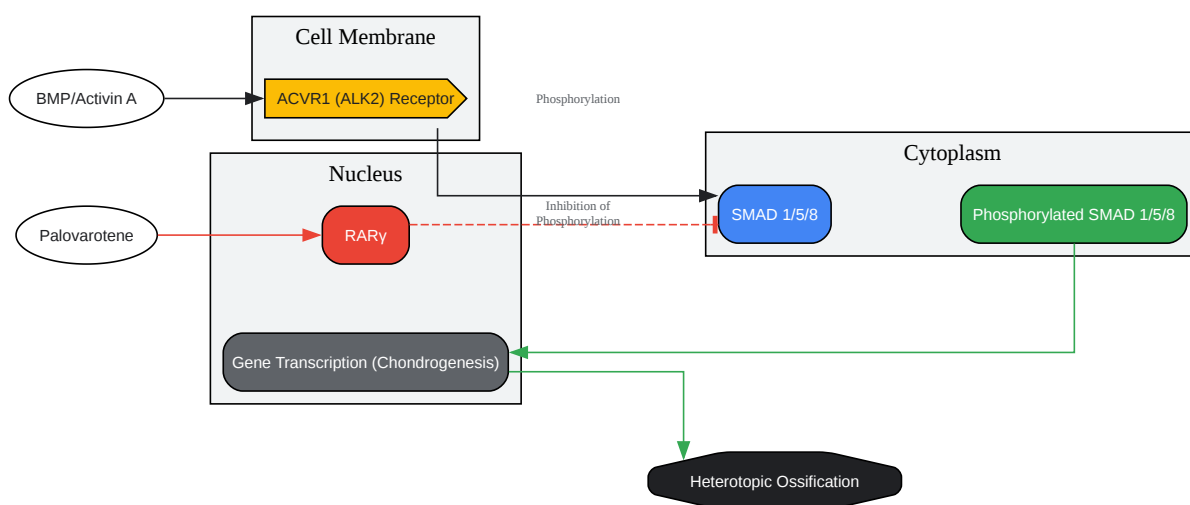 Cell Membrane
BMP/Activin A
ACVR1 (ALK2) Receptor
Phosphorylation
Cytoplasm
Nucleus
Inhibition of
Phosphorylation
SMAD 1/5/8
Phosphorylated SMAD 1/5/8
Palovarotene
RARγ
Gene Transcription (Chondrogenesis)
Heterotopic Ossification